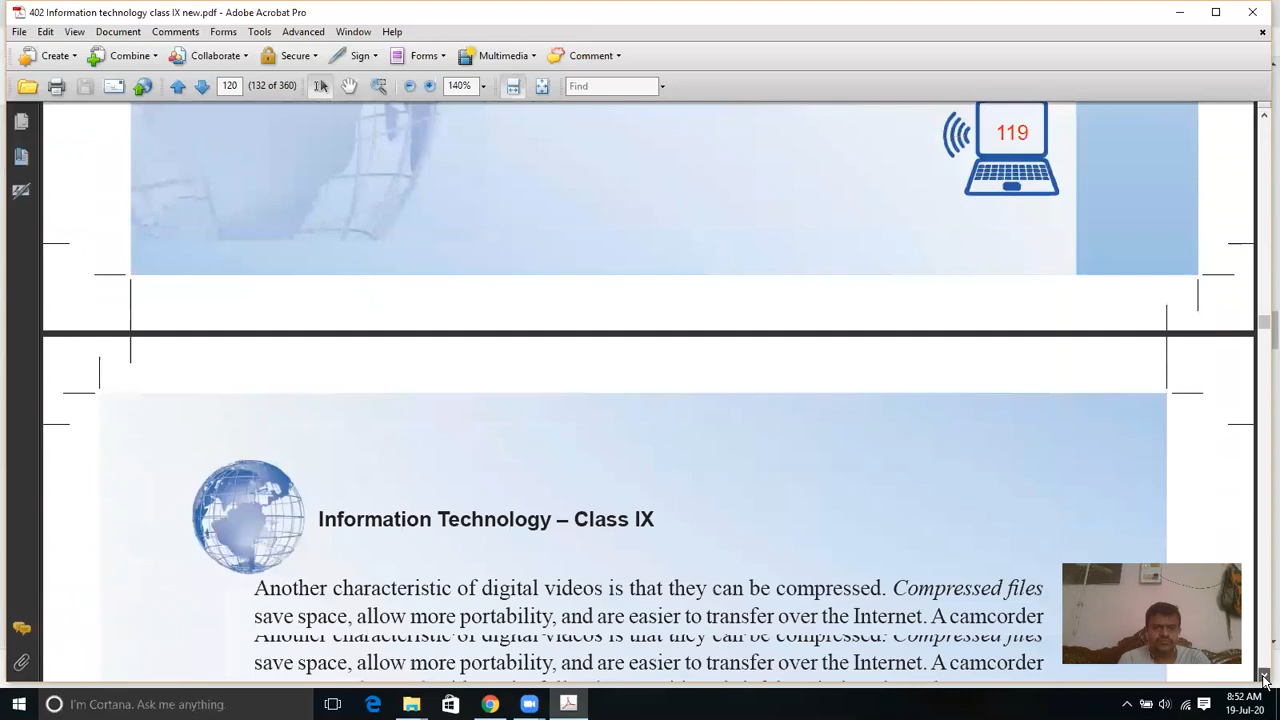 402 Information technology class IX new.pdf - Adobe Acrobat Pro
File Edit View Document Comments Forms Tools Advanced Window Help
Create Combine Collaborate Secure Sign Forms Multimedia Comment
120 (132 of 360) 140% Find
119
Information Technology – Class IX
Another characteristic of digital videos is that they can be compressed. Compressed files
save space, allow more portability, and are easier to transfer over the Internet. A camcorder
Another characteristic of digital videos is that they can be compressed. Compressed files
save space, allow more portability, and are easier to transfer over the Internet. A camcorder
I'm Cortana. Ask me anything.
8:52 AM
19-Jul-20